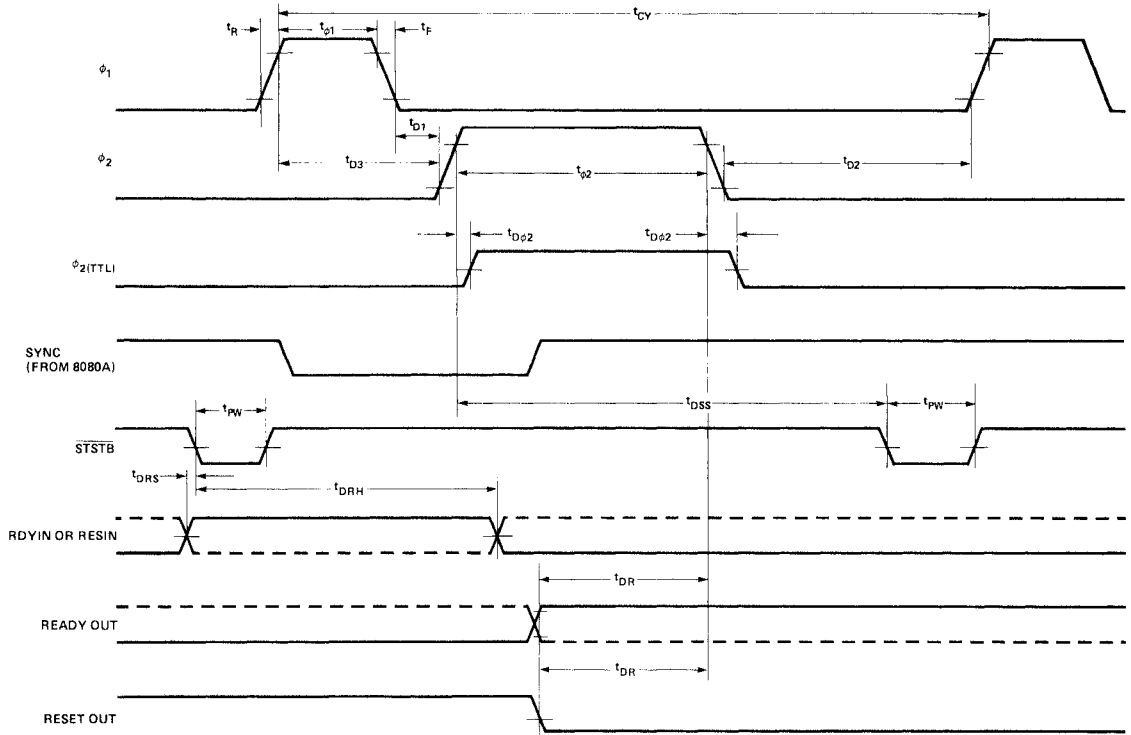 tCY
tR
tϕ1
tF
ϕ1
tD1
ϕ2
tD3
tD2
tϕ2
tDϕ2
tDϕ2
ϕ2(TTL)
SYNC
(FROM 8080A)
tDSS
tPW
tPW
STSTB
tDRS
tDRH
RDYIN OR RESIN
tDR
READY OUT
tDR
RESET OUT